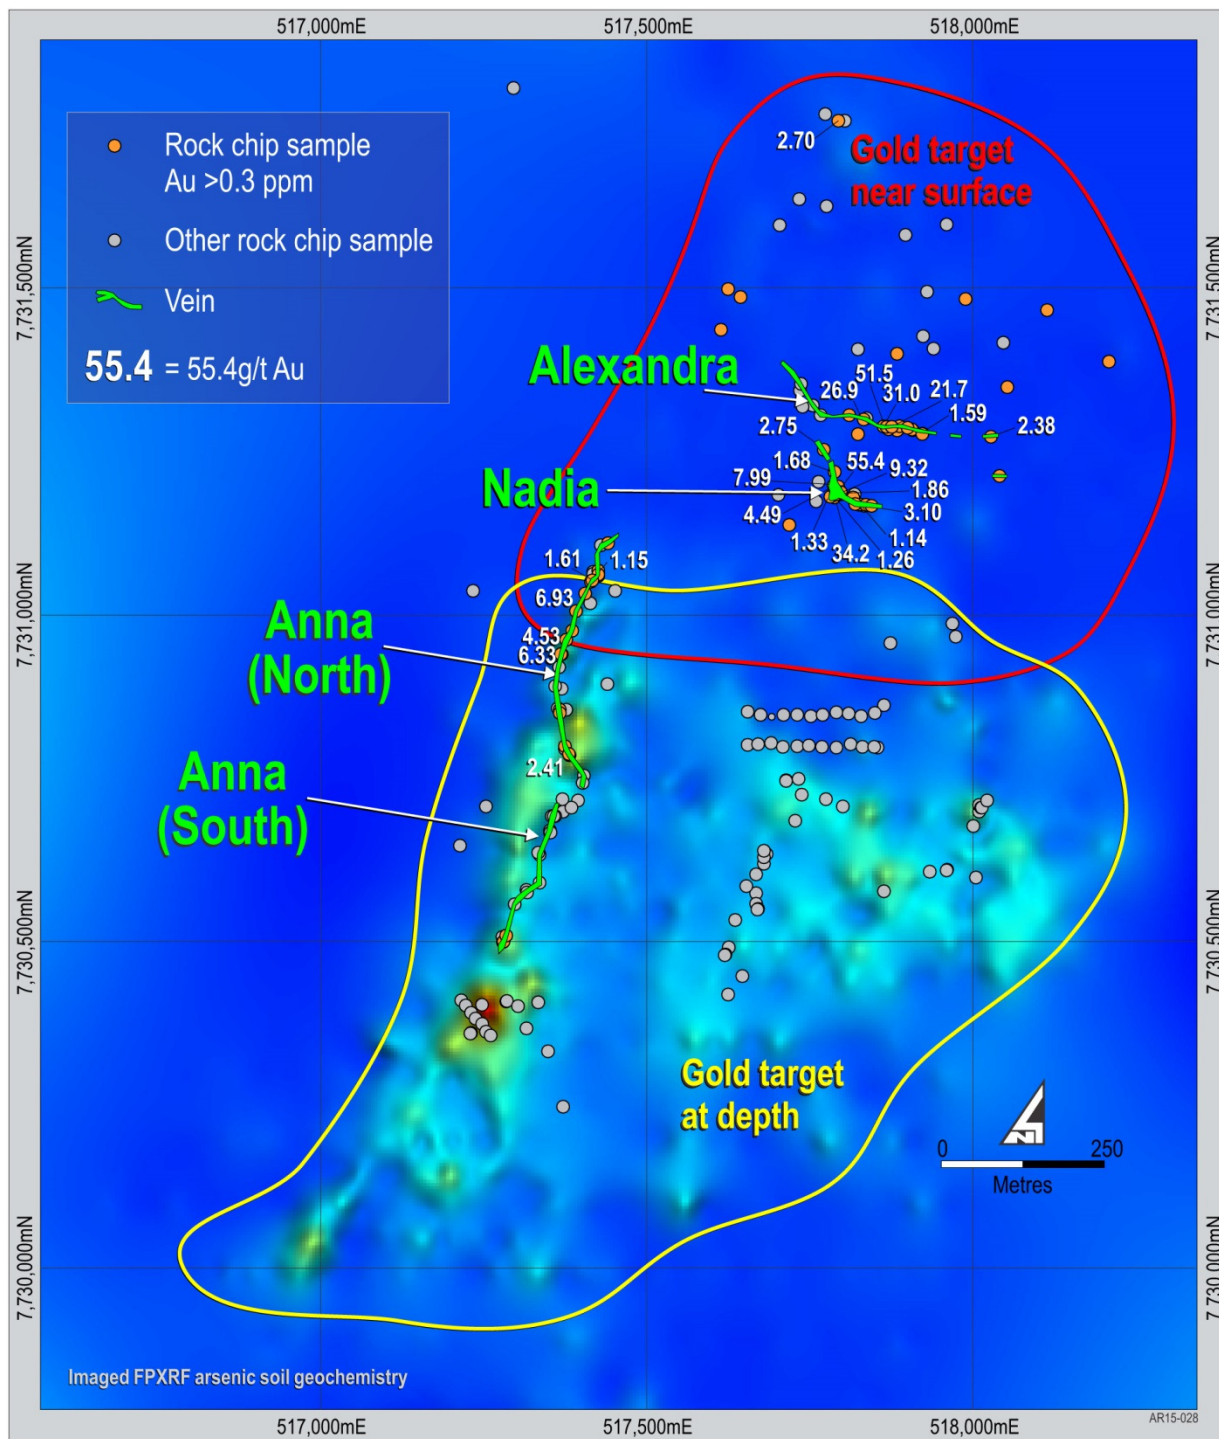 517,000mE
517,500mE
518,000mE
7,731,500mN
7,731,000mN
7,730,500mN
7,730,000mN
Rock chip sample
Au >0.3 ppm
Other rock chip sample
Vein
55.4 = 55.4g/t Au
2.70
Gold target
near surface
Alexandra
51.5
26.9
31.0
21.7
1.59
2.38
2.75
Nadia
1.68
55.4
9.32
7.99
1.86
4.49
3.10
1.33
34.2
1.14
1.26
1.61
1.15
6.93
Anna
(North)
4.53
6.33
Anna
(South)
2.41
Gold target
at depth
N
0
250
Metres
7,731,500mN
7,731,000mN
7,730,500mN
7,730,000mN
Imaged FPXRF arsenic soil geochemistry
517,000mE
517,500mE
518,000mE
AR15-028